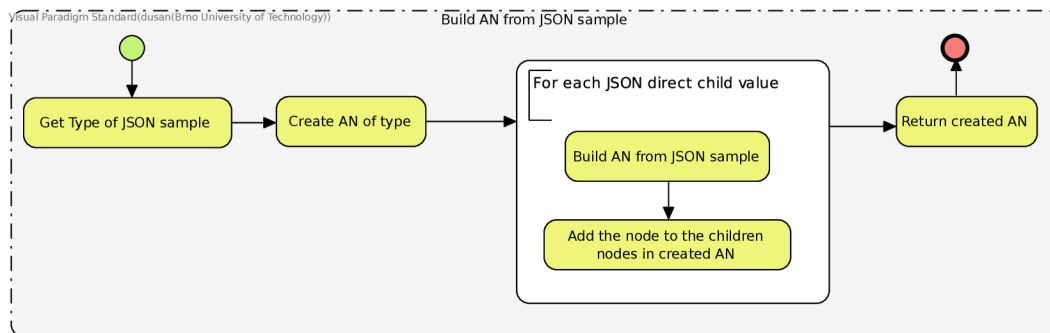 Visual Paradigm Standard(dusan(Brno University of Technology))
Build AN from JSON sample
Get Type of JSON sample
Create AN of type
For each JSON direct child value
Build AN from JSON sample
Add the node to the children
nodes in created AN
Return created AN